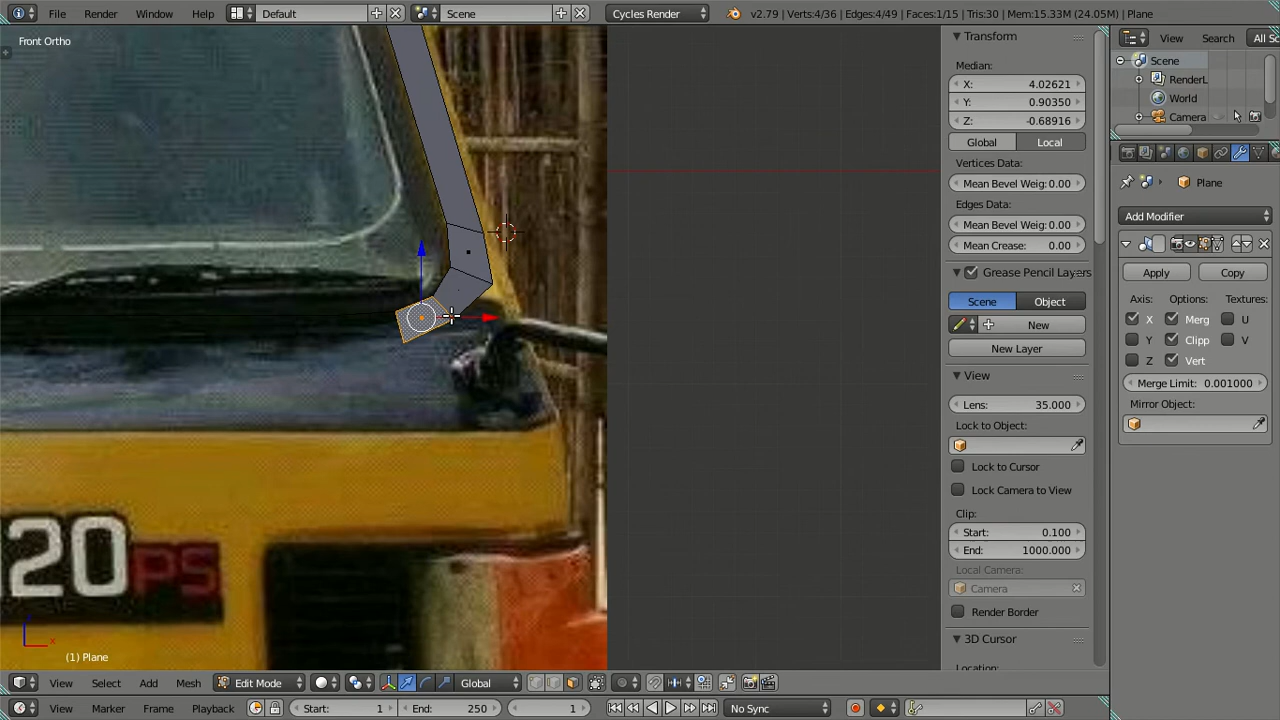 File Render Window Help Default Scene Cycles Render v2.79 | Verts:4/36 | Edges:4/49 | Faces:1/15 | Tris:30 | Mem:15.33M (24.05M) | Plane
Front Ortho
Transform
Median:
X: 4.02621
Y: 0.90350
Z: -0.68916
Global Local
Vertices Data:
Mean Bevel Weig: 0.00
Edges Data:
Mean Bevel Weig: 0.00
Mean Crease: 0.00
Grease Pencil Layers
Scene Object
New
New Layer
View
Lens: 35.000
Lock to Object:
Lock to Cursor
Lock Camera to View
Clip:
Start: 0.100
End: 1000.000
Local Camera:
Camera
Render Border
3D Cursor
Location:
View Search All Sc
Scene
RenderL
World
Camera
Plane
Add Modifier
Apply Copy
Axis: Options: Textures:
X Merg U
Y Clipp V
Z Vert
Merge Limit: 0.001000
Mirror Object:
20PS
x
(1) Plane
View Select Add Mesh Edit Mode Global
View Marker Frame Playback Start: 1 End: 250 1 No Sync